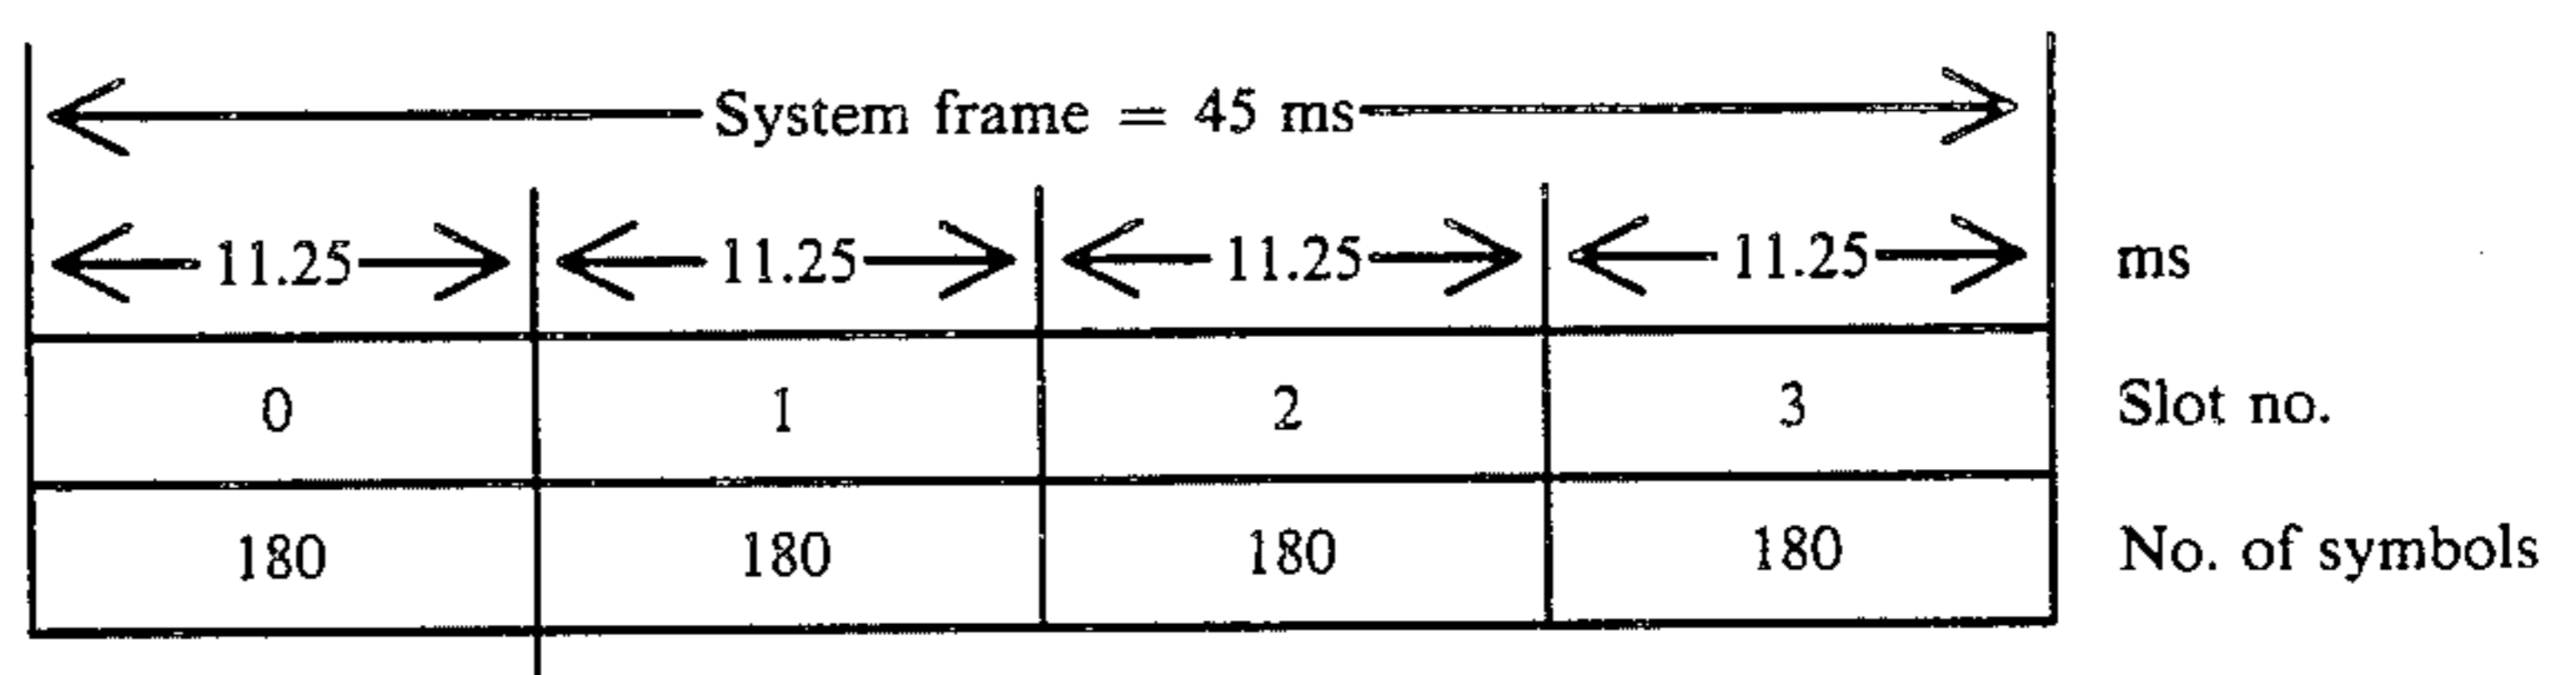 System frame = 45 ms
11.25 11.25 11.25 11.25 ms
0 1 2 3 Slot no.
180 180 180 180 No. of symbols